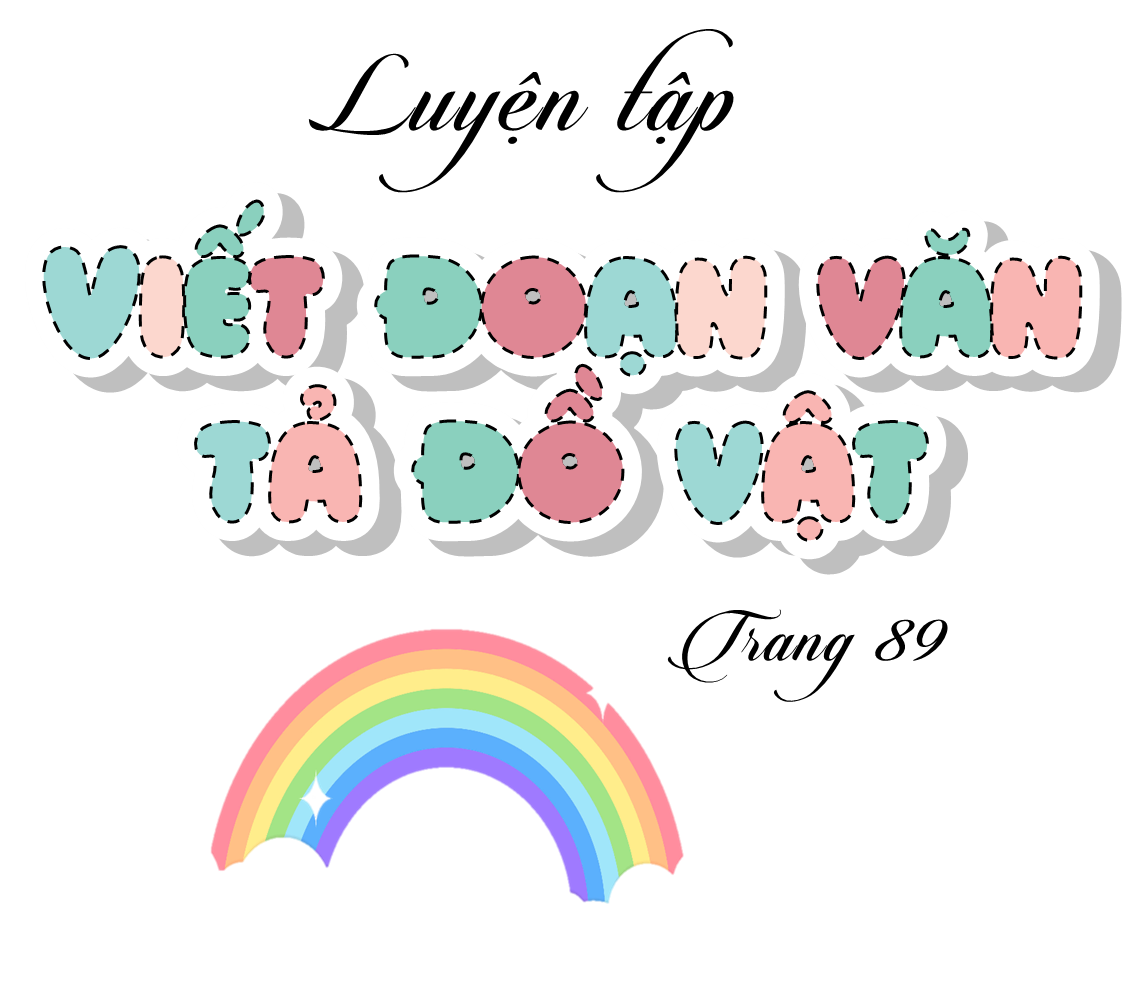 Luyện tập
VIẾT ĐOẠN VĂN
TẢ ĐỒ VẬT
Trang 89